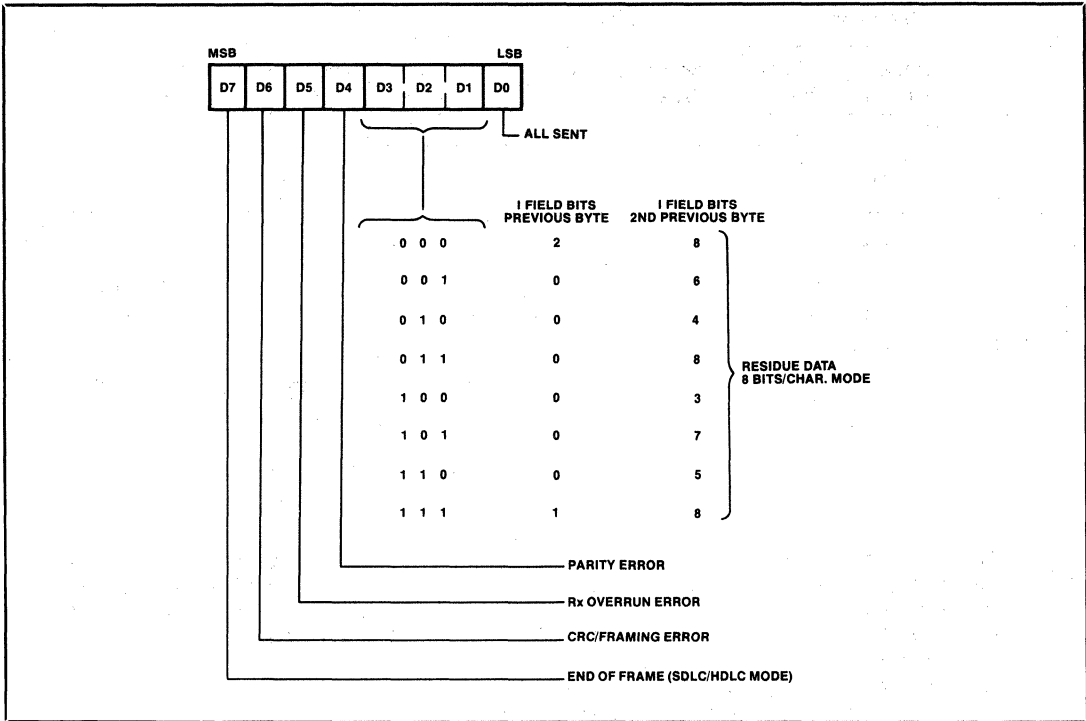 MSB LSB
D7 D6 D5 D4 D3 D2 D1 D0
ALL SENT
I FIELD BITS PREVIOUS BYTE
I FIELD BITS 2ND PREVIOUS BYTE
0 0 0 2 8
0 0 1 0 6
0 1 0 0 4
0 1 1 0 8
1 0 0 0 3
1 0 1 0 7
1 1 0 0 5
1 1 1 1 8
RESIDUE DATA
8 BITS/CHAR. MODE
PARITY ERROR
Rx OVERRUN ERROR
CRC/FRAMING ERROR
END OF FRAME (SDLC/HDLC MODE)